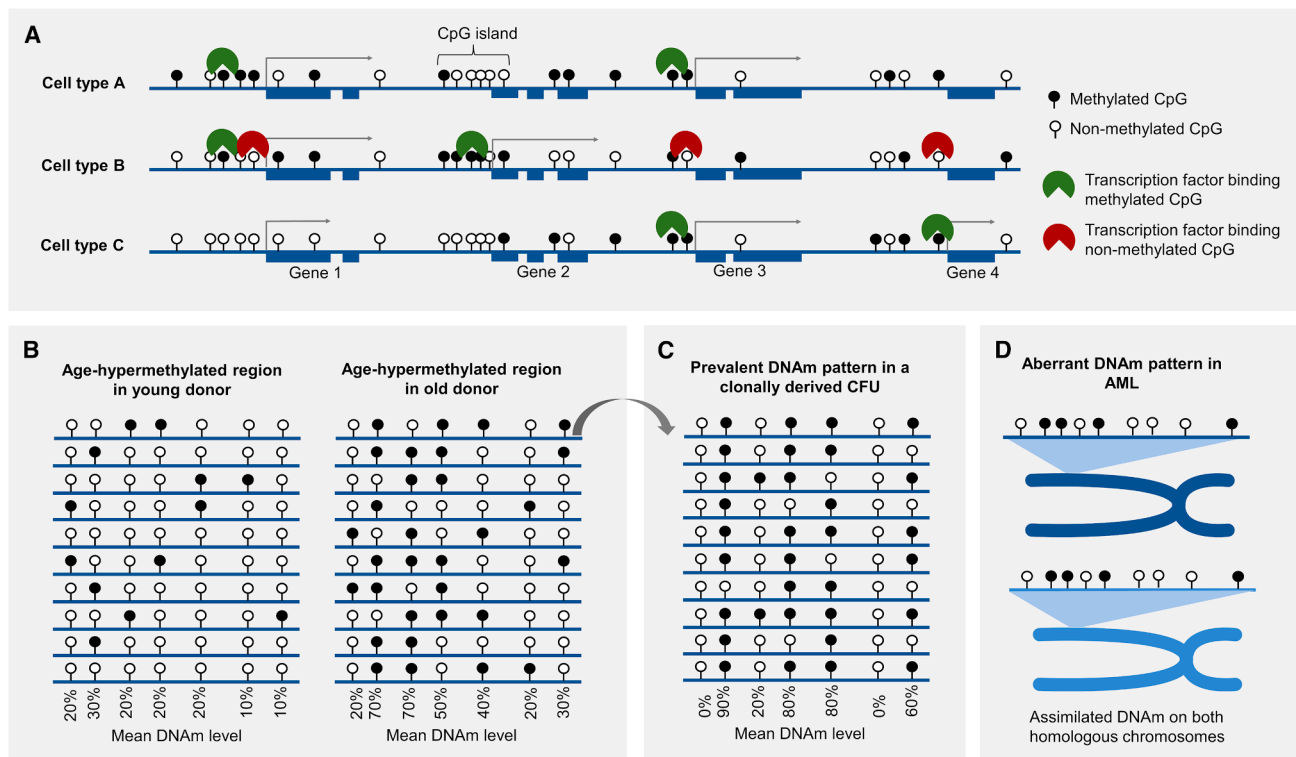 A
CpG island
Cell type A
Methylated CpG
Non-methylated CpG
Cell type B
Transcription factor binding
methylated CpG
Transcription factor binding
non-methylated CpG
Cell type C
Gene 1
Gene 2
Gene 3
Gene 4
B
Age-hypermethylated region
in young donor
20% 30% 20% 20% 20% 10% 10%
Mean DNAm level
Age-hypermethylated region
in old donor
20% 70% 70% 50% 40% 20% 30%
Mean DNAm level
C
Prevalent DNAm pattern in a
clonally derived CFU
0% 90% 20% 80% 80% 0% 60%
Mean DNAm level
D
Aberrant DNAm pattern in
AML
Assimilated DNAm on both
homologous chromosomes